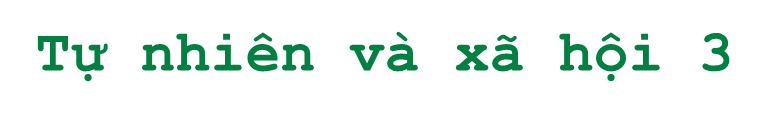 Tự nhiên và xã hội 3